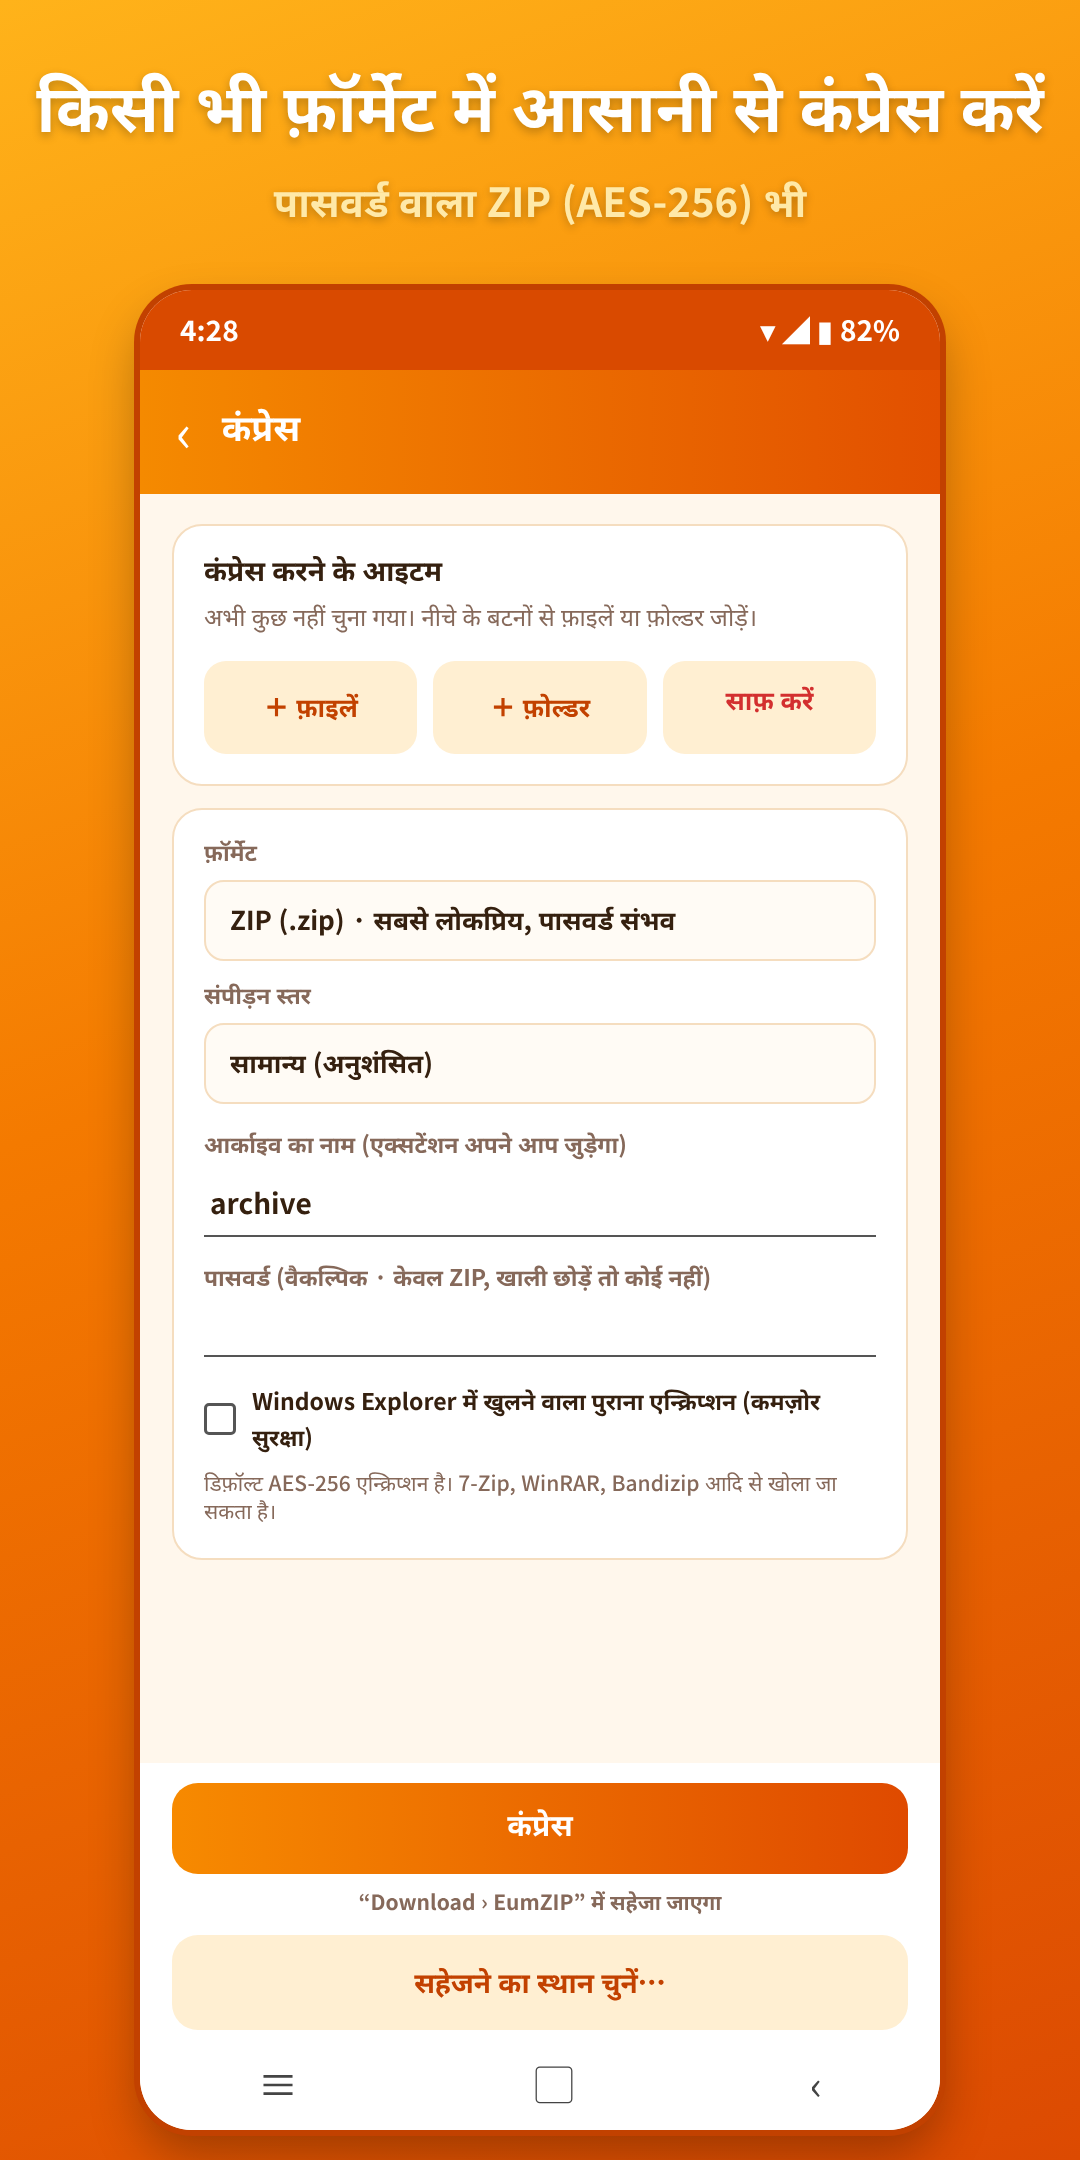 किसी भी फ़ॉर्मेट में आसानी से कंप्रेस करें
पासवर्ड वाला ZIP (AES-256) भी
4:28
82%
‹ कंप्रेस
कंप्रेस करने के आइटम
अभी कुछ नहीं चुना गया। नीचे के बटनों से फ़ाइलें या फ़ोल्डर जोड़ें।
+ फ़ाइलें
+ फ़ोल्डर
साफ़ करें
फ़ॉर्मेट
ZIP (.zip) · सबसे लोकप्रिय, पासवर्ड संभव
संपीड़न स्तर
सामान्य (अनुशंसित)
आर्काइव का नाम (एक्सटेंशन अपने आप जुड़ेगा)
archive
पासवर्ड (वैकल्पिक · केवल ZIP, खाली छोड़ें तो कोई नहीं)
Windows Explorer में खुलने वाला पुराना एन्क्रिप्शन (कमज़ोर
सुरक्षा)
डिफ़ॉल्ट AES-256 एन्क्रिप्शन है। 7-Zip, WinRAR, Bandizip आदि से खोला जा
सकता है।
कंप्रेस
“Download › EumZIP” में सहेजा जाएगा
सहेजने का स्थान चुनें…